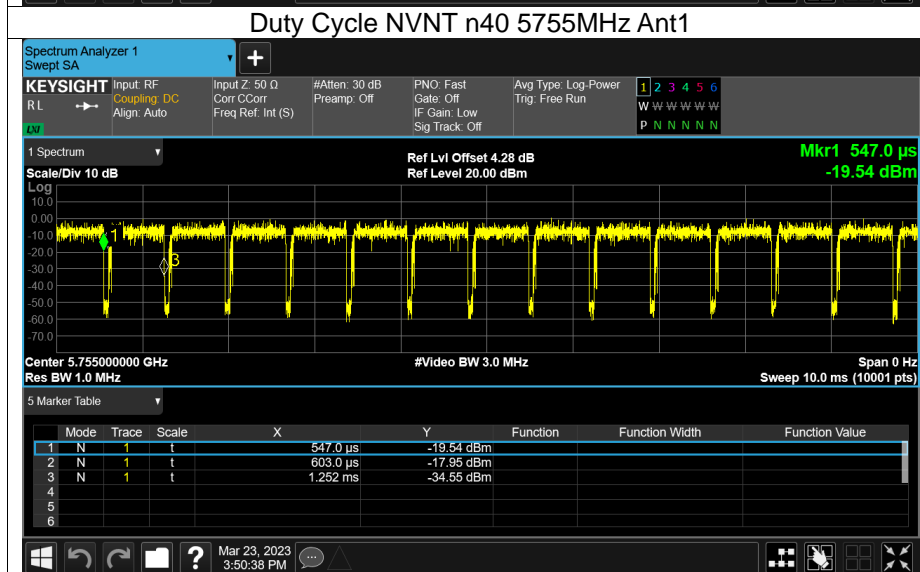 Duty Cycle NVNT n40 5755MHz Ant1
Spectrum Analyzer 1
Swept SA
+
KEYSIGHT Input: RF Input Z: 50 Ω #Atten: 30 dB PNO: Fast Avg Type: Log-Power 1 2 3 4 5 6
RL Coupling: DC Corr CCorr Preamp: Off Gate: Off Trig: Free Run W W W W W W
Align: Auto Freq Ref: Int (S) IF Gain: Low
LXI Sig Track: Off P N N N N N
1 Spectrum Ref Lvl Offset 4.28 dB Mkr1 547.0 µs
Scale/Div 10 dB Ref Level 20.00 dBm -19.54 dBm
Log
10.0
0.00
-10.0 1
-20.0 3
-30.0
-40.0
-50.0
-60.0
-70.0
Center 5.755000000 GHz #Video BW 3.0 MHz Span 0 Hz
Res BW 1.0 MHz Sweep 10.0 ms (10001 pts)
5 Marker Table
Mode Trace Scale X Y Function Function Width Function Value
1 N 1 t 547.0 µs -19.54 dBm
2 N 1 t 603.0 µs -17.95 dBm
3 N 1 t 1.252 ms -34.55 dBm
4
5
6
? Mar 23, 2023
3:50:38 PM